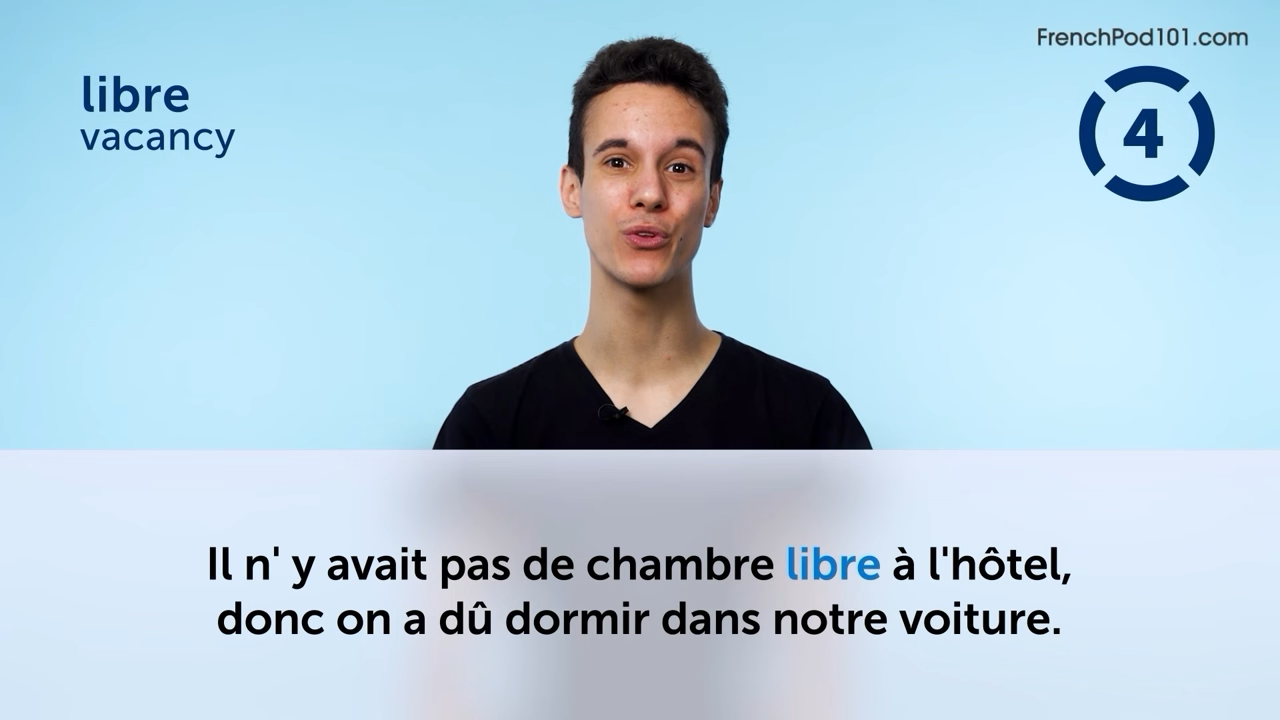 FrenchPod101.com
libre
vacancy
4
Il n' y avait pas de chambre libre à l'hôtel,
donc on a dû dormir dans notre voiture.